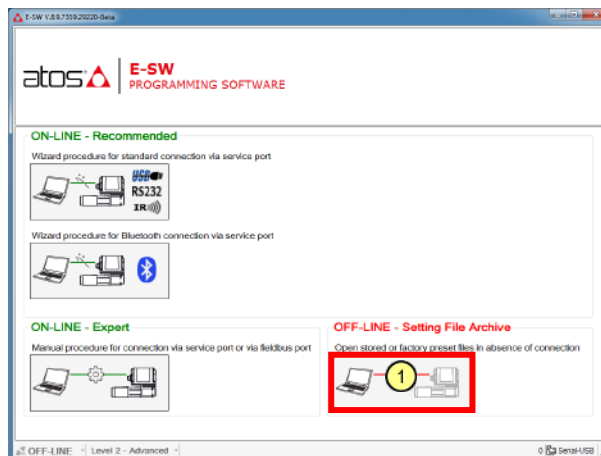 E-SW V.8.9.7339.29220-Beta
atos
E-SW
PROGRAMMING SOFTWARE
ON-LINE - Recommended
Wizard procedure for standard connection via service port
USB
RS232
IR
Wizard procedure for Bluetooth connection via service port
ON-LINE - Expert
Manual procedure for connection via service port or via fieldbus port
OFF-LINE - Setting File Archive
Open stored or factory preset files in absence of connection
1
OFF-LINE Level 2 - Advanced
0 Serial-USB